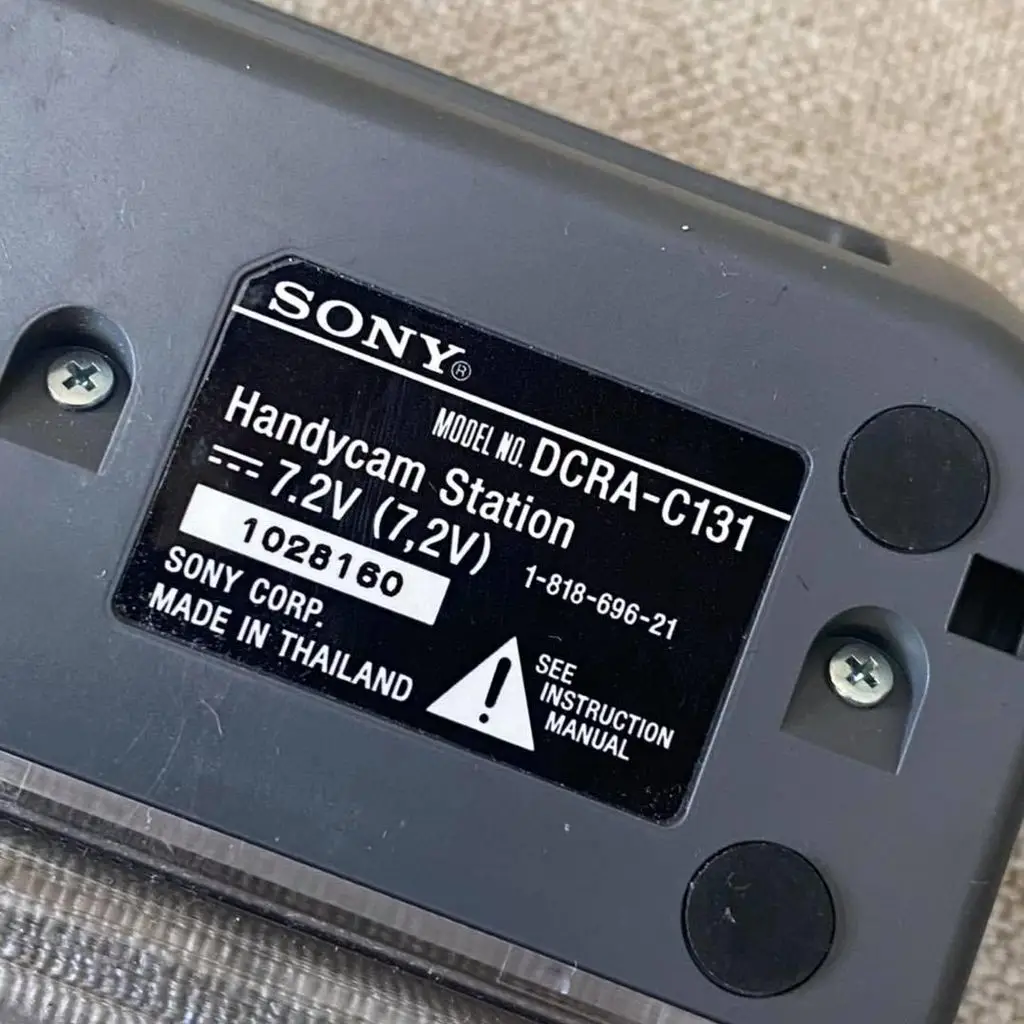 SONY®
MODEL NO. DCRA-C131
Handycam Station
⎓ 7.2V (7,2V)
1-818-696-21
1028160
SONY CORP.
MADE IN THAILAND
SEE
INSTRUCTION
MANUAL